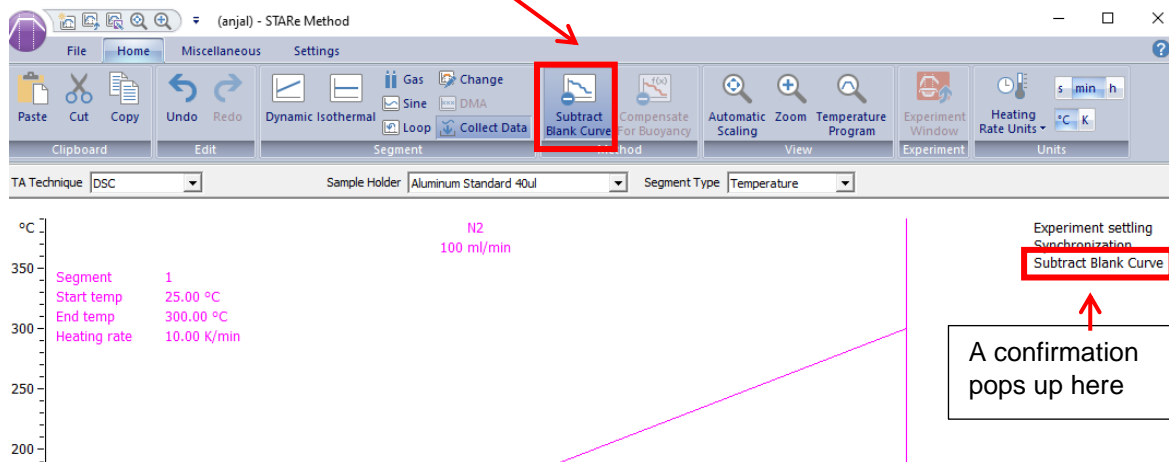 (anjal) - STARe Method
File Home Miscellaneous Settings
Paste Cut Copy
Clipboard
Undo Redo
Edit
Dynamic Isothermal
Gas Change
Sine DMA
Loop Collect Data
Segment
Subtract Blank Curve
Compensate For Buoyancy
Method
Automatic Scaling Zoom Temperature Program
View
Experiment Window
Experiment
Heating Rate Units
s min h
°C K
Units
TA Technique DSC Sample Holder Aluminum Standard 40ul Segment Type Temperature
°C
350
300
250
200
N2
100 ml/min
Segment 1
Start temp 25.00 °C
End temp 300.00 °C
Heating rate 10.00 K/min
Experiment settling
Synchronization
Subtract Blank Curve
A confirmation
pops up here